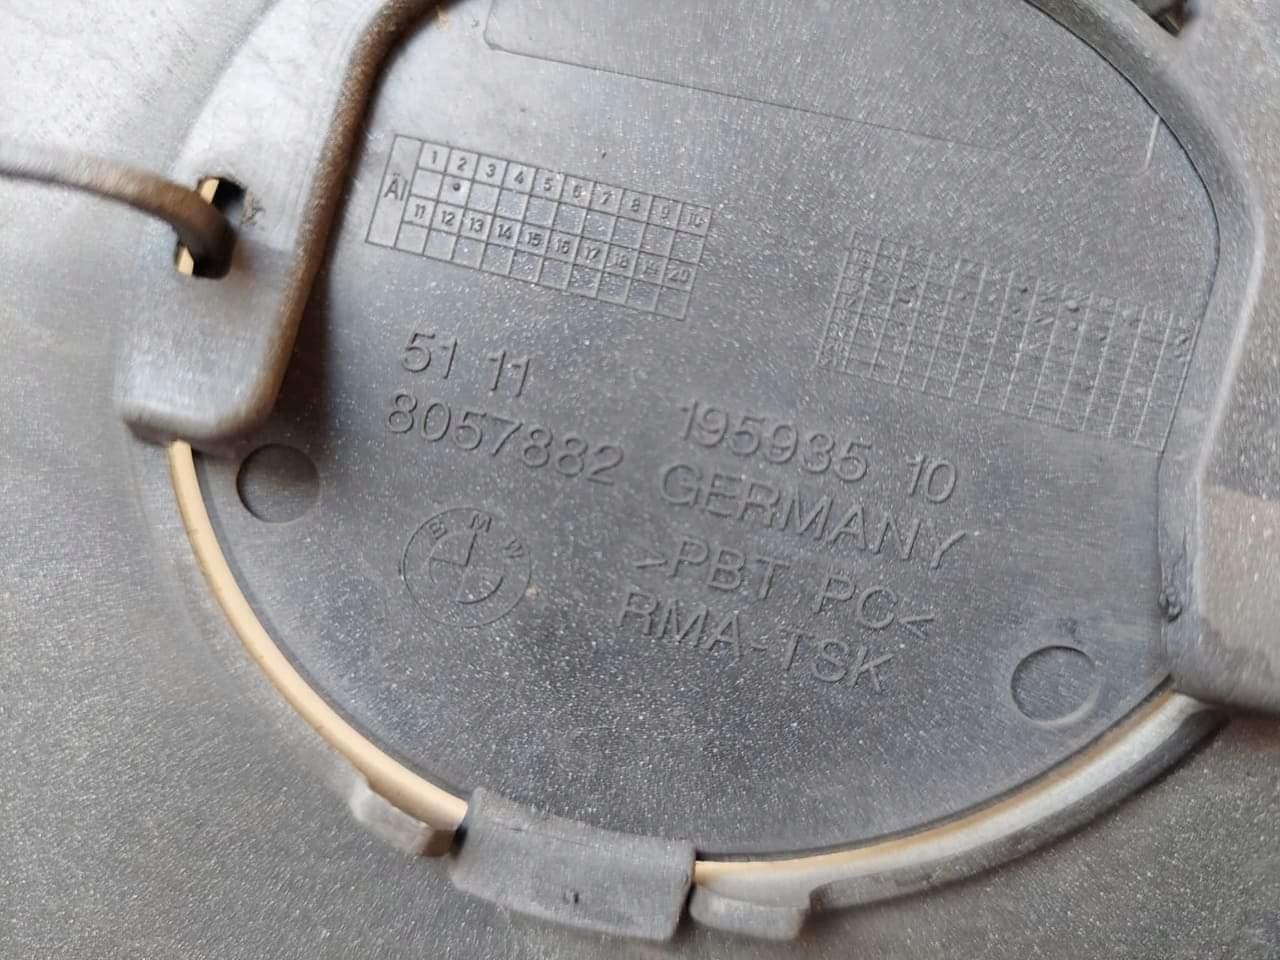 ÄI
1 2 3 4 5 6 7 8 9 10
11 12 13 14 15 16 17 18 19 20
51 11
8057882
195935 10
GERMANY
>PBT PC<
RMA-TSK
BMW